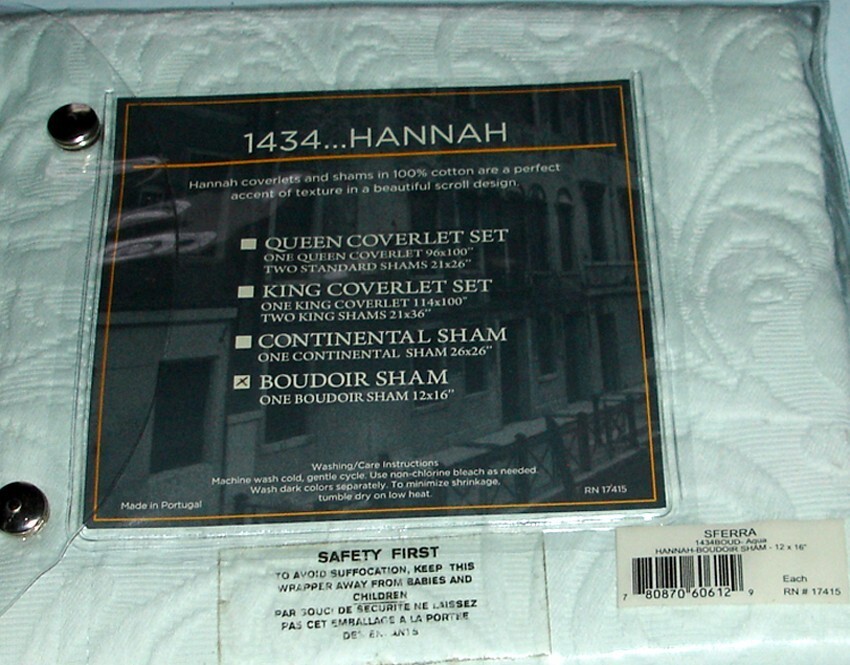 1434...HANNAH
Hannah coverlets and shams in 100% cotton are a perfect
accent of texture in a beautiful scroll design.
QUEEN COVERLET SET
ONE QUEEN COVERLET 96x100"
TWO STANDARD SHAMS 21x26"
KING COVERLET SET
ONE KING COVERLET 114x100"
TWO KING SHAMS 21x36"
CONTINENTAL SHAM
ONE CONTINENTAL SHAM 26x26"
BOUDOIR SHAM
ONE BOUDOIR SHAM 12x16"
Washing/Care Instructions
Machine wash cold, gentle cycle. Use non-chlorine bleach as needed.
Wash dark colors separately. To minimize shrinkage,
tumble dry on low heat.
Made in Portugal
RN 17415
SAFETY FIRST
TO AVOID SUFFOCATION, KEEP THIS
WRAPPER AWAY FROM BABIES AND
CHILDREN
PAR SOUCI DE SECURITE NE LAISSEZ
PAS CET EMBALLAGE A LA PORTEE
DES ENFANTS
SFERRA
1434BOUD- Aqua
HANNAH-BOUDOIR SHAM - 12 x 16"
Each
7 80870 60612 9
RN # 17415